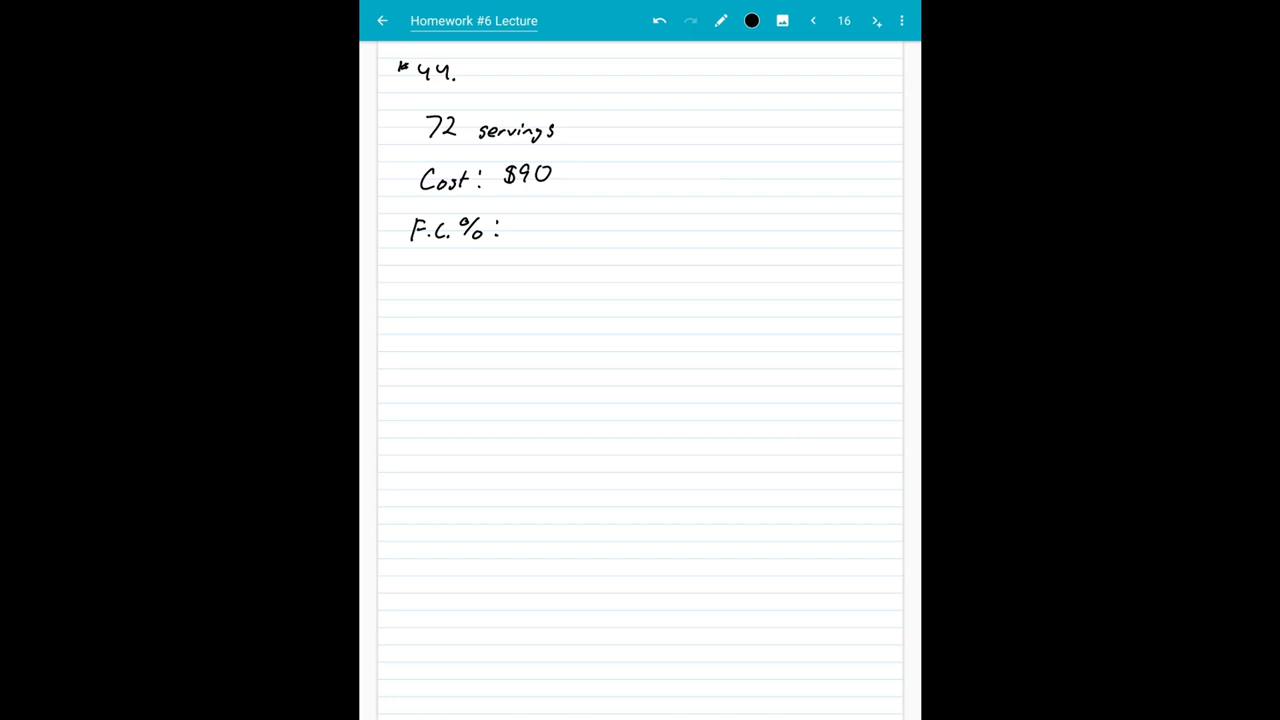 Homework #6 Lecture
16
*44.
72 servings
Cost: $90
F.C.%: